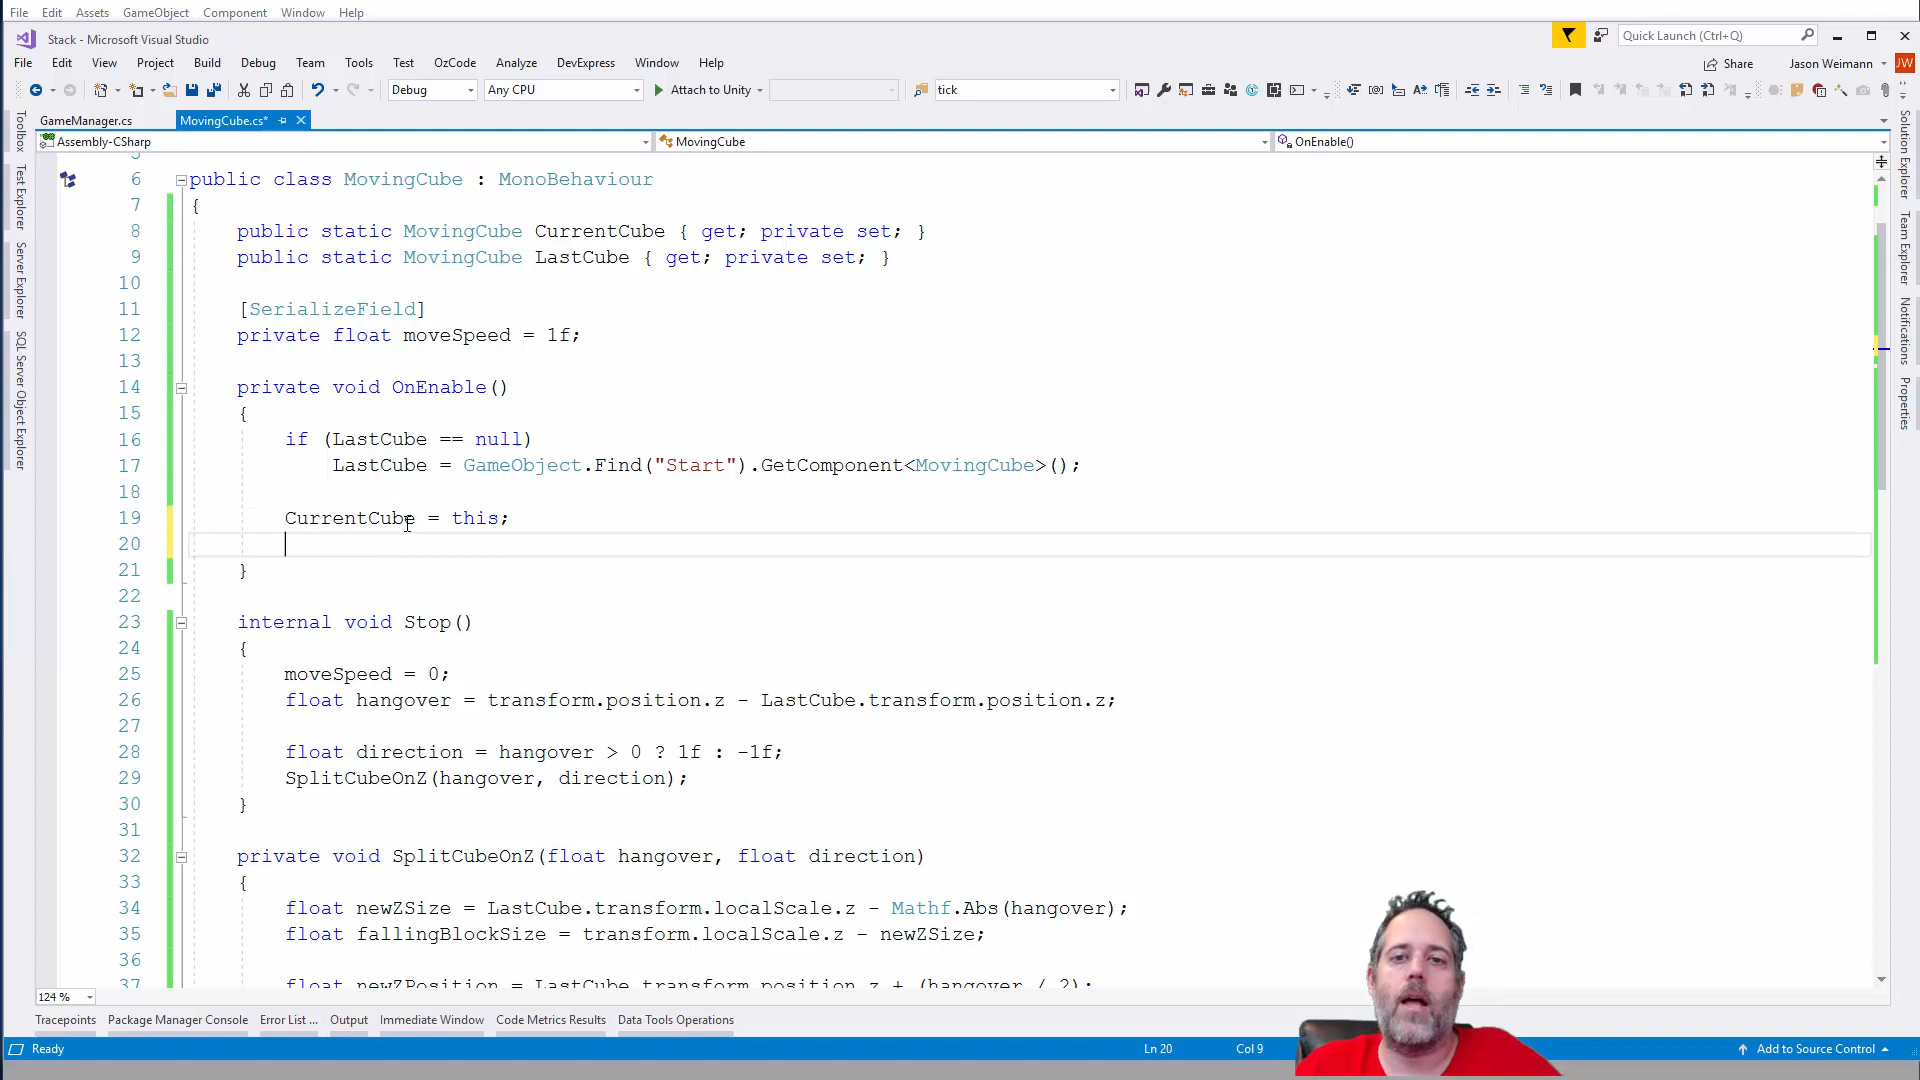 File Edit Assets GameObject Component Window Help
Stack - Microsoft Visual Studio
Quick Launch (Ctrl+Q)
File Edit View Project Build Debug Team Tools Test OzCode Analyze DevExpress Window Help
Share Jason Weimann JW
Debug Any CPU Attach to Unity tick
GameManager.cs MovingCube.cs*
Assembly-CSharp MovingCube OnEnable()
Toolbox
Test Explorer
Server Explorer
SQL Server Object Explorer
6 public class MovingCube : MonoBehaviour
7 {
8 public static MovingCube CurrentCube { get; private set; }
9 public static MovingCube LastCube { get; private set; }
10
11 [SerializeField]
12 private float moveSpeed = 1f;
13
14 private void OnEnable()
15 {
16 if (LastCube == null)
17 LastCube = GameObject.Find("Start").GetComponent<MovingCube>();
18
19 CurrentCube = this;
20
21 }
22
23 internal void Stop()
24 {
25 moveSpeed = 0;
26 float hangover = transform.position.z - LastCube.transform.position.z;
27
28 float direction = hangover > 0 ? 1f : -1f;
29 SplitCubeOnZ(hangover, direction);
30 }
31
32 private void SplitCubeOnZ(float hangover, float direction)
33 {
34 float newZSize = LastCube.transform.localScale.z - Mathf.Abs(hangover);
35 float fallingBlockSize = transform.localScale.z - newZSize;
36
37 float newZPosition = LastCube.transform.position.z + (hangover / 2);
Solution Explorer
Team Explorer
Notifications
Properties
124 %
Tracepoints Package Manager Console Error List ... Output Immediate Window Code Metrics Results Data Tools Operations
Ready Ln 20 Col 9 Add to Source Control